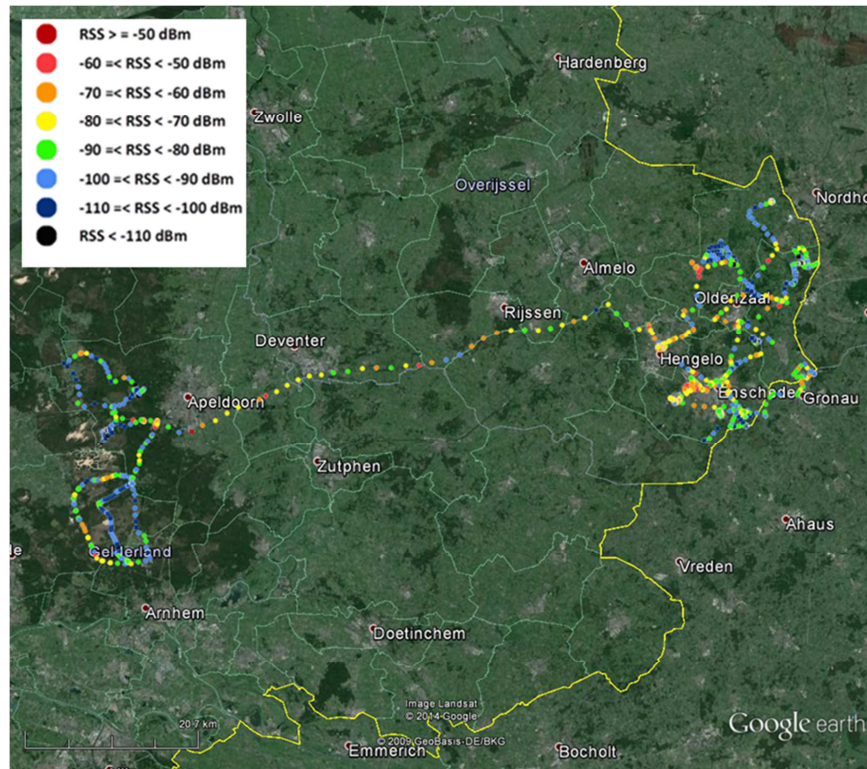 RSS > = -50 dBm
-60 =< RSS < -50 dBm
-70 =< RSS < -60 dBm
-80 =< RSS < -70 dBm
-90 =< RSS < -80 dBm
-100 =< RSS < -90 dBm
-110 =< RSS < -100 dBm
RSS < -110 dBm
Hardenberg
Zwolle
Overijssel
Nordho
Almelo
Oldenzaal
Rijssen
Deventer
Hengelo
Apeldoorn
Enschede
Gronau
Zutphen
Ahaus
de
Gelderland
Vreden
Arnhem
Doetinchem
Image Landsat
© 2014 Google
20.7 km
Google earth
© 2009 GeoBasis-DE/BKG
Emmerich
Bocholt